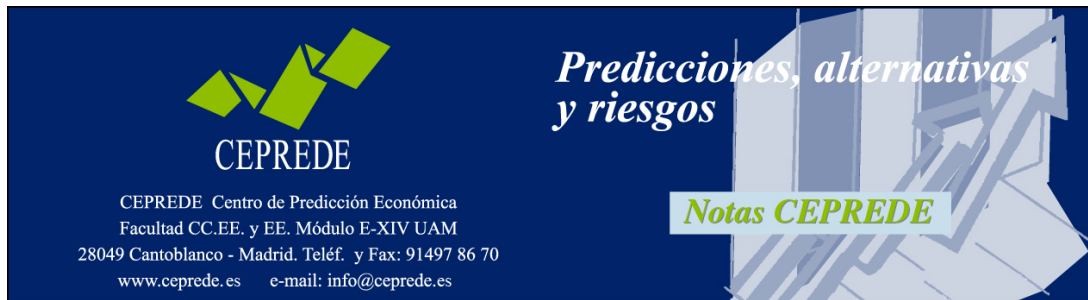 CEPREDE
CEPREDE Centro de Predicción Económica
Facultad CC.EE. y EE. Módulo E-XIV UAM
28049 Cantoblanco - Madrid. Teléf. y Fax: 91497 86 70
www.ceprede.es e-mail: info@ceprede.es
Predicciones, alternativas
y riesgos
Notas CEPREDE